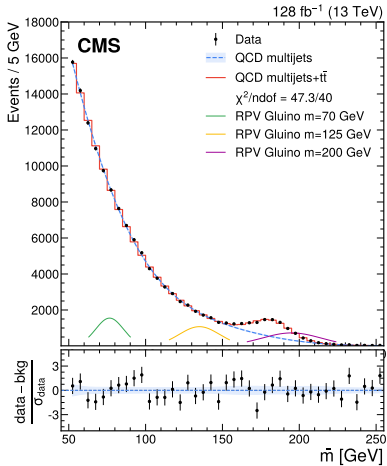 128 fb⁻¹ (13 TeV)
CMS
Data
QCD multijets
QCD multijets+tt̄
χ²/ndof = 47.3/40
RPV Gluino m=70 GeV
RPV Gluino m=125 GeV
RPV Gluino m=200 GeV
Events / 5 GeV
18000
16000
14000
12000
10000
8000
6000
4000
2000
data − bkg
σdata
3
0
−3
50
100
150
200
250
m̄ [GeV]